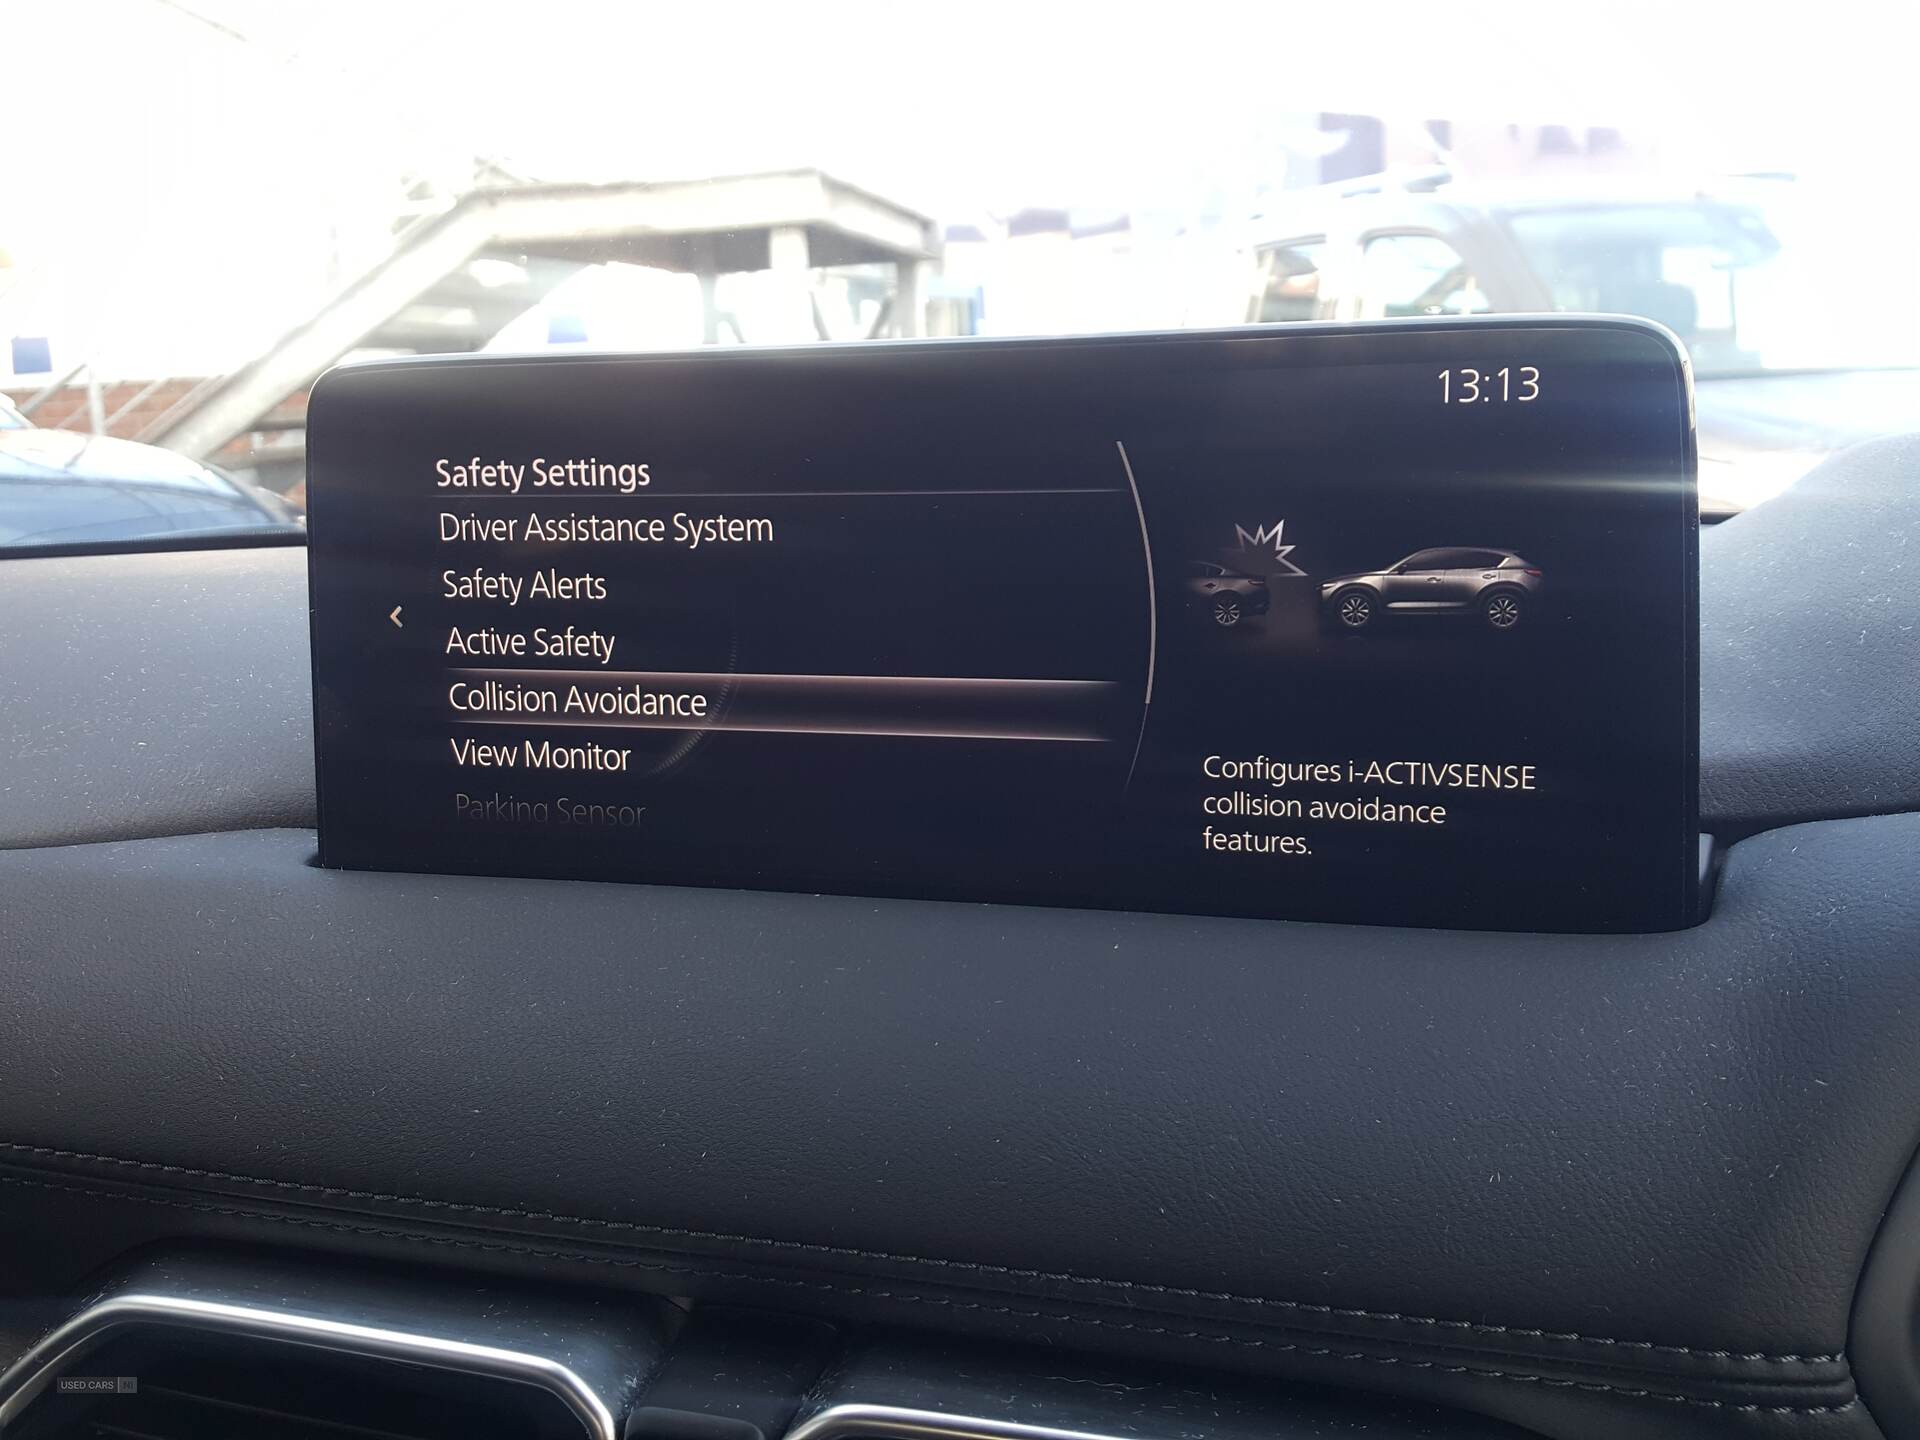 13:13
Safety Settings
Driver Assistance System
Safety Alerts
Active Safety
Collision Avoidance
View Monitor
Parking Sensor
Configures i-ACTIVSENSE
collision avoidance
features.
USED CARS NI